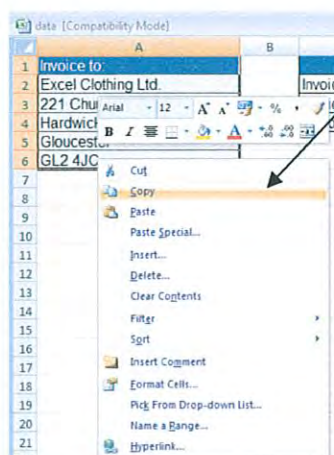 data [Compatibility Mode]
A B
1 Invoice to:
2 Excel Clothing Ltd. Invoi
3 221 Chu Arial 12 A A %
4 Hardwick B I A
5 Gloucester
6 GL2 4JC
7 Cut
8 Copy
9 Paste
10 Paste Special...
11 Insert...
12 Delete...
13 Clear Contents
14 Filter
15 Sort
16
17 Insert Comment
18 Format Cells...
19 Pick From Drop-down List...
20 Name a Range...
21 Hyperlink...